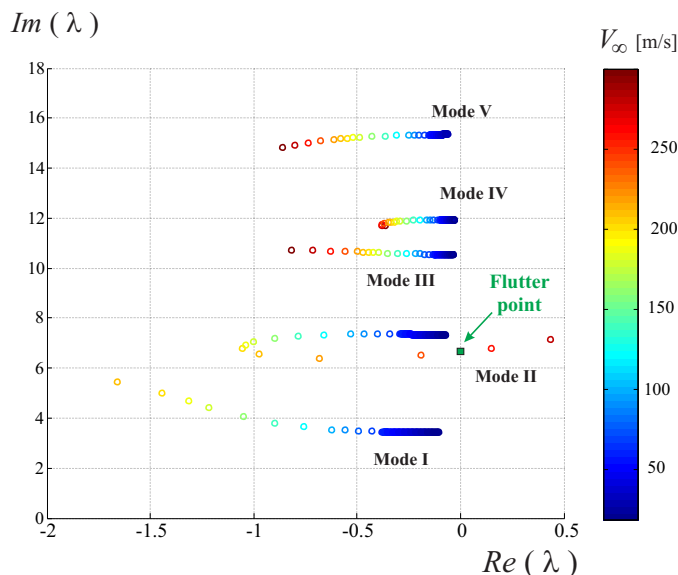 Im ( λ )
V∞ [m/s]
18
16
14
12
10
8
6
4
2
0
-2
-1.5
-1
-0.5
0
0.5
Re ( λ )
Mode V
Mode IV
Mode III
Flutter
point
Mode II
Mode I
250
200
150
100
50